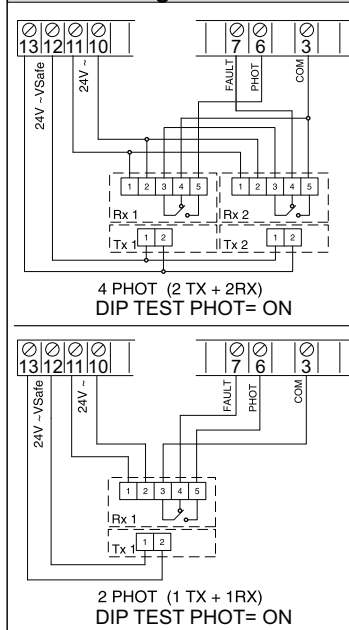 13 12 11 10 7 6 3
24V ~VSafe 24V ~ FAULT PHOT COM
1 2 3 4 5 1 2 3 4 5
Rx 1 Rx 2
Tx 1 1 2 Tx 2 1 2
4 PHOT (2 TX + 2RX)
DIP TEST PHOT= ON
13 12 11 10 7 6 3
24V ~VSafe 24V ~ FAULT PHOT COM
1 2 3 4 5
Rx 1
Tx 1 1 2
2 PHOT (1 TX + 1RX)
DIP TEST PHOT= ON